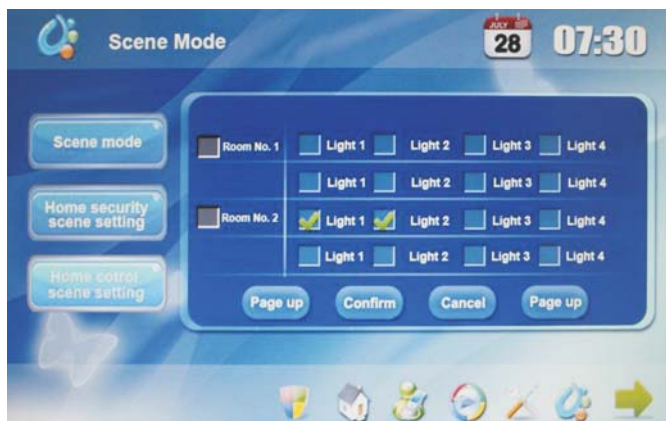 Scene Mode
JULY
28
07:30
Scene mode
Home security
scene setting
Home cotrol
scene setting
Room No. 1 Light 1 Light 2 Light 3 Light 4
Light 1 Light 2 Light 3 Light 4
Room No. 2 Light 1 Light 2 Light 3 Light 4
Light 1 Light 2 Light 3 Light 4
Page up Confirm Cancel Page up